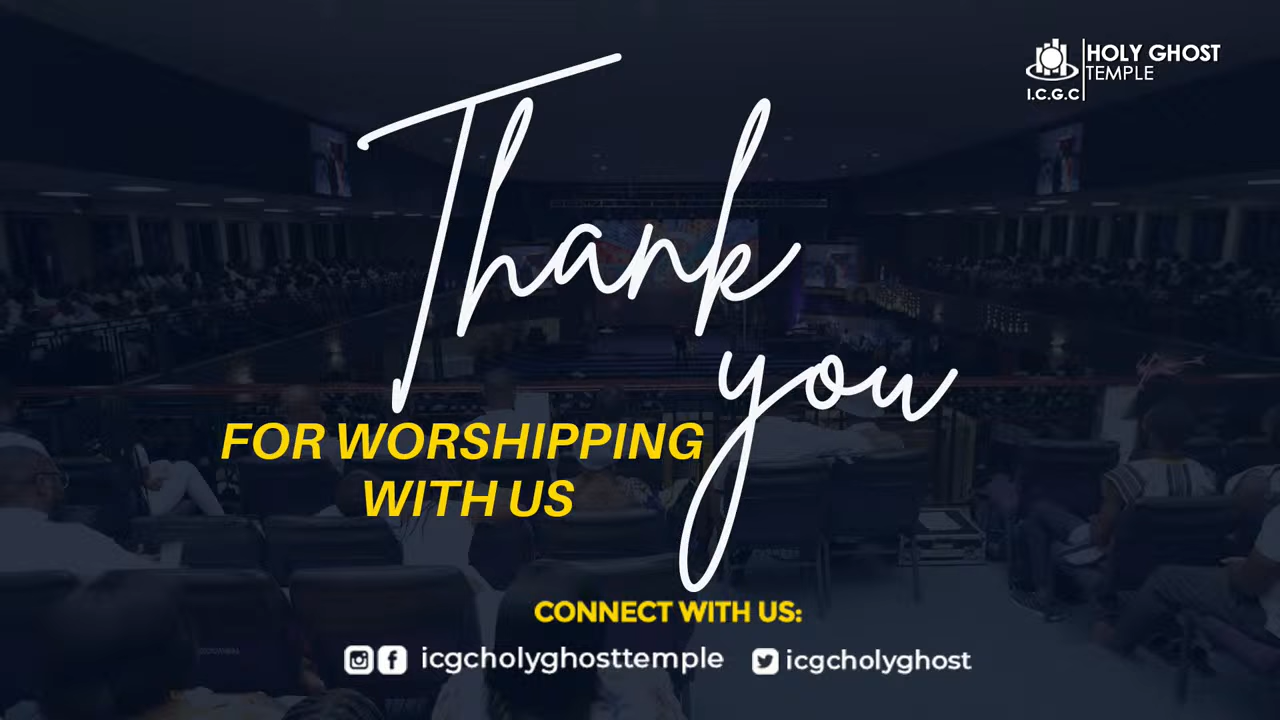 HOLY GHOST
TEMPLE
I.C.G.C
Thank
you
FOR WORSHIPPING
WITH US
CONNECT WITH US:
icgcholyghosttemple
icgcholyghost